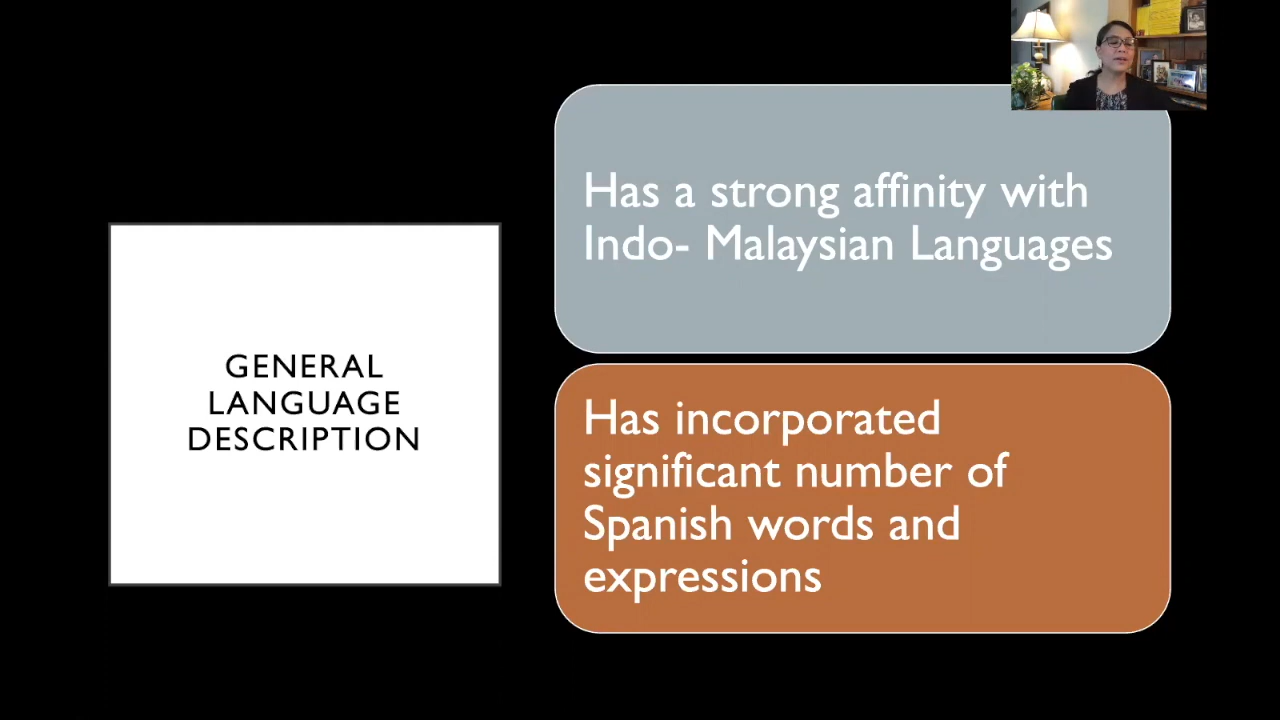 GENERAL
LANGUAGE
DESCRIPTION
Has a strong affinity with
Indo- Malaysian Languages
Has incorporated
significant number of
Spanish words and
expressions